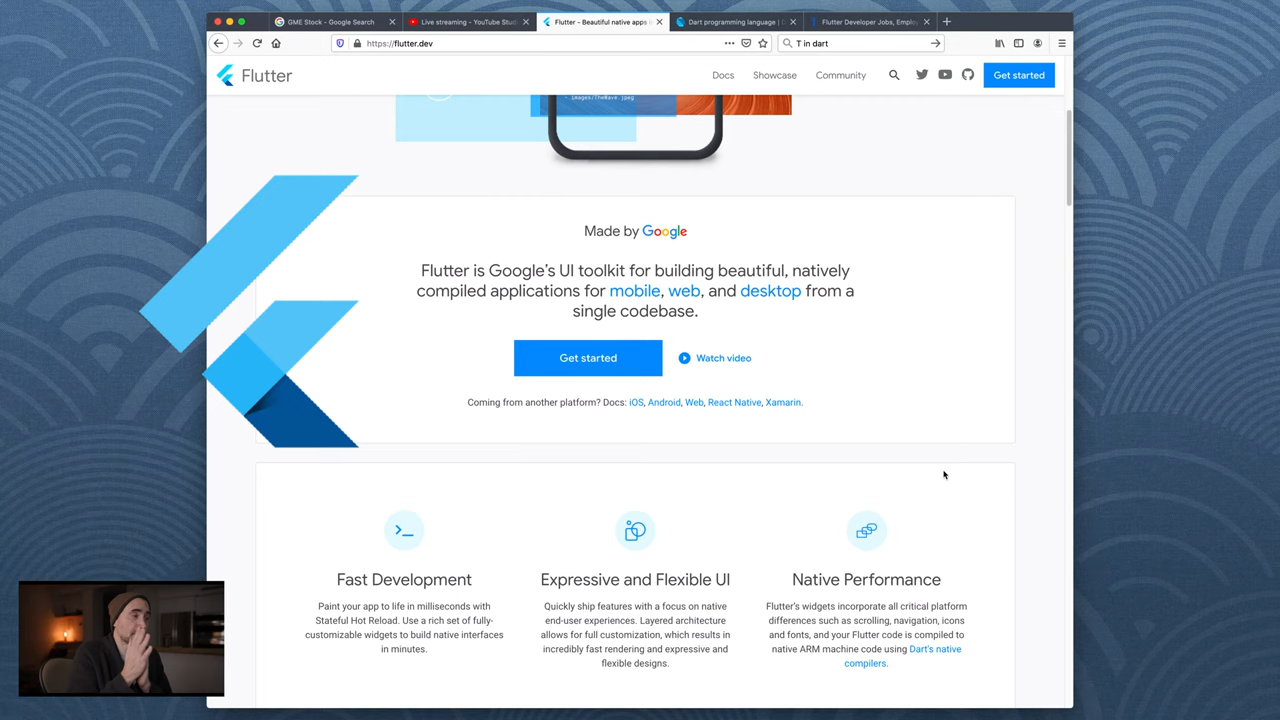 GME Stock - Google Search
Live streaming - YouTube Stud
Flutter - Beautiful native apps i
Dart programming language | D
Flutter Developer Jobs, Emplo
https://flutter.dev
T in dart
Flutter
Docs
Showcase
Community
Get started
- images/TheWave.jpeg
Made by Google
Flutter is Google's UI toolkit for building beautiful, natively
compiled applications for mobile, web, and desktop from a
single codebase.
Get started
Watch video
Coming from another platform? Docs: iOS, Android, Web, React Native, Xamarin.
Fast Development
Paint your app to life in milliseconds with
Stateful Hot Reload. Use a rich set of fully-
customizable widgets to build native interfaces
in minutes.
Expressive and Flexible UI
Quickly ship features with a focus on native
end-user experiences. Layered architecture
allows for full customization, which results in
incredibly fast rendering and expressive and
flexible designs.
Native Performance
Flutter's widgets incorporate all critical platform
differences such as scrolling, navigation, icons
and fonts, and your Flutter code is compiled to
native ARM machine code using Dart's native
compilers.